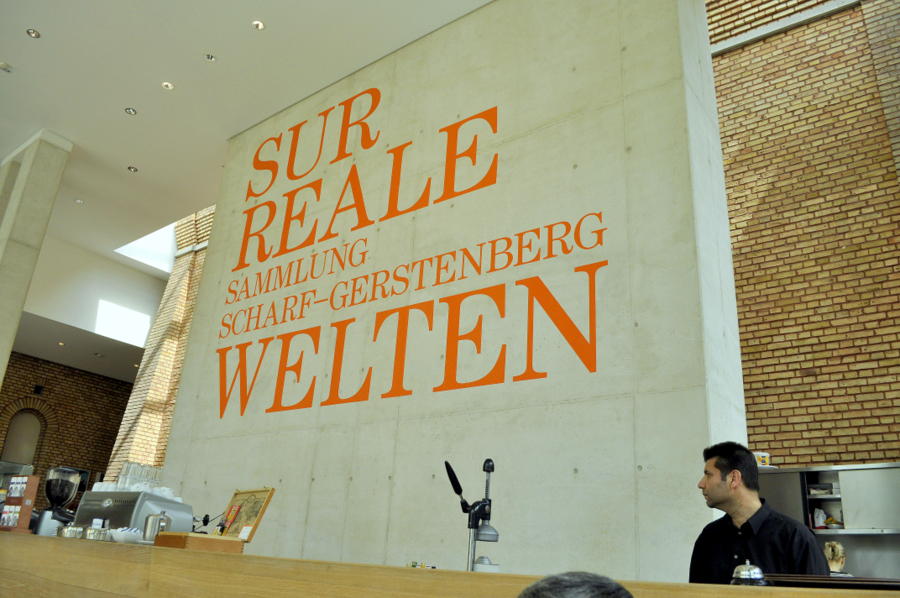 SUR
REALE
SAMMLUNG
SCHARF–GERSTENBERG
WELTEN